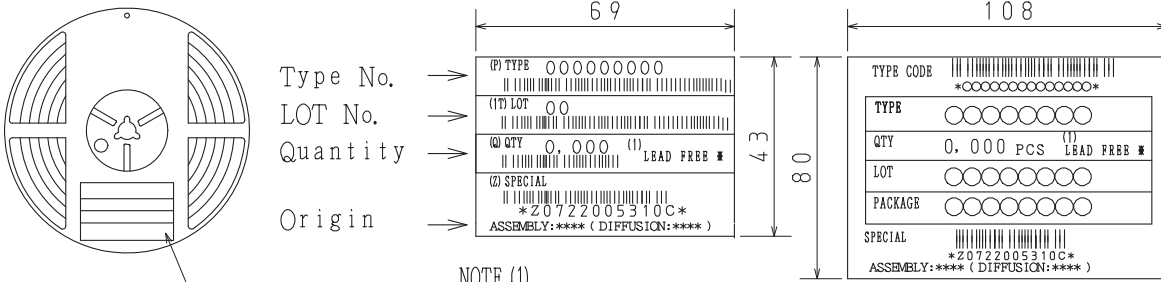 69
108
Type No.
LOT No.
Quantity
Origin
(P) TYPE 000000000
(1T) LOT 00
(Q) QTY 0,000 (1) LEAD FREE *
(Z) SPECIAL
*Z0722005310C*
ASSEMBLY:**** ( DIFFUSION:**** )
43
80
NOTE (1)
TYPE CODE
*○○○○○○○○○○○○○○*
TYPE ○○○○○○○○
QTY 0,000 PCS (1) LEAD FREE *
LOT ○○○○○○○○
PACKAGE ○○○○○○○○
SPECIAL
*Z0722005310C*
ASSEMBLY:**** ( DIFFUSION:**** )